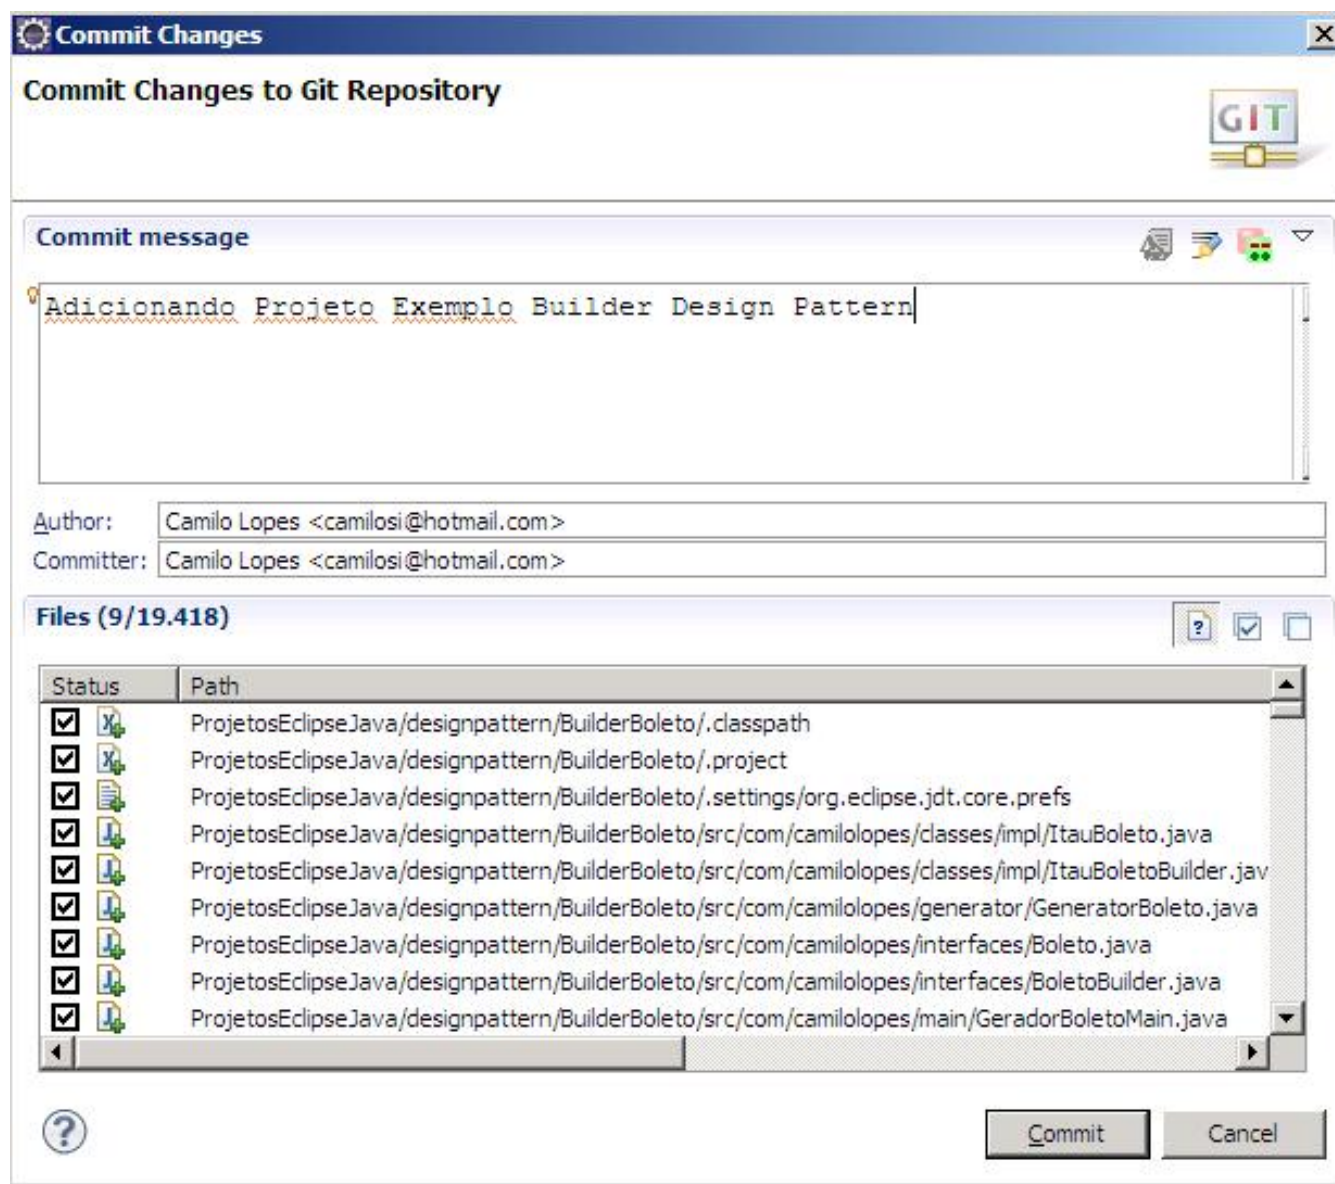 Commit Changes
Commit Changes to Git Repository
GIT
Commit message
Adicionando Projeto Exemplo Builder Design Pattern
Author: Camilo Lopes <camilosi@hotmail.com>
Committer: Camilo Lopes <camilosi@hotmail.com>
Files (9/19.418)
Status Path
ProjetosEclipseJava/designpattern/BuilderBoleto/.classpath
ProjetosEclipseJava/designpattern/BuilderBoleto/.project
ProjetosEclipseJava/designpattern/BuilderBoleto/.settings/org.eclipse.jdt.core.prefs
ProjetosEclipseJava/designpattern/BuilderBoleto/src/com/camilolopes/classes/impl/ItauBoleto.java
ProjetosEclipseJava/designpattern/BuilderBoleto/src/com/camilolopes/classes/impl/ItauBoletoBuilder.jav
ProjetosEclipseJava/designpattern/BuilderBoleto/src/com/camilolopes/generator/GeneratorBoleto.java
ProjetosEclipseJava/designpattern/BuilderBoleto/src/com/camilolopes/interfaces/Boleto.java
ProjetosEclipseJava/designpattern/BuilderBoleto/src/com/camilolopes/interfaces/BoletoBuilder.java
ProjetosEclipseJava/designpattern/BuilderBoleto/src/com/camilolopes/main/GeradorBoletoMain.java
Commit Cancel